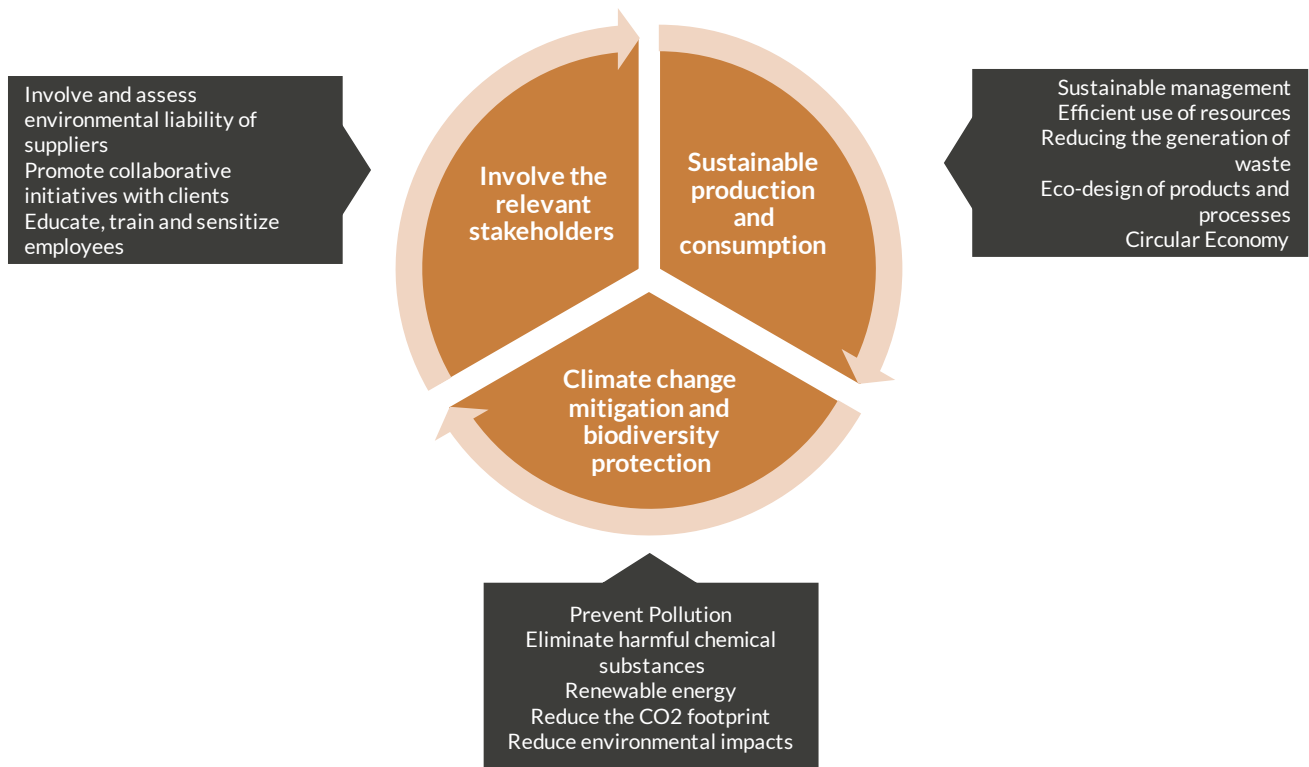 Involve and assess
environmental liability of
suppliers
Promote collaborative
initiatives with clients
Educate, train and sensitize
employees
Involve the
relevant
stakeholders
Sustainable
production
and
consumption
Sustainable management
Efficient use of resources
Reducing the generation of
waste
Eco-design of products and
processes
Circular Economy
Climate change
mitigation and
biodiversity
protection
Prevent Pollution
Eliminate harmful chemical
substances
Renewable energy
Reduce the CO2 footprint
Reduce environmental impacts